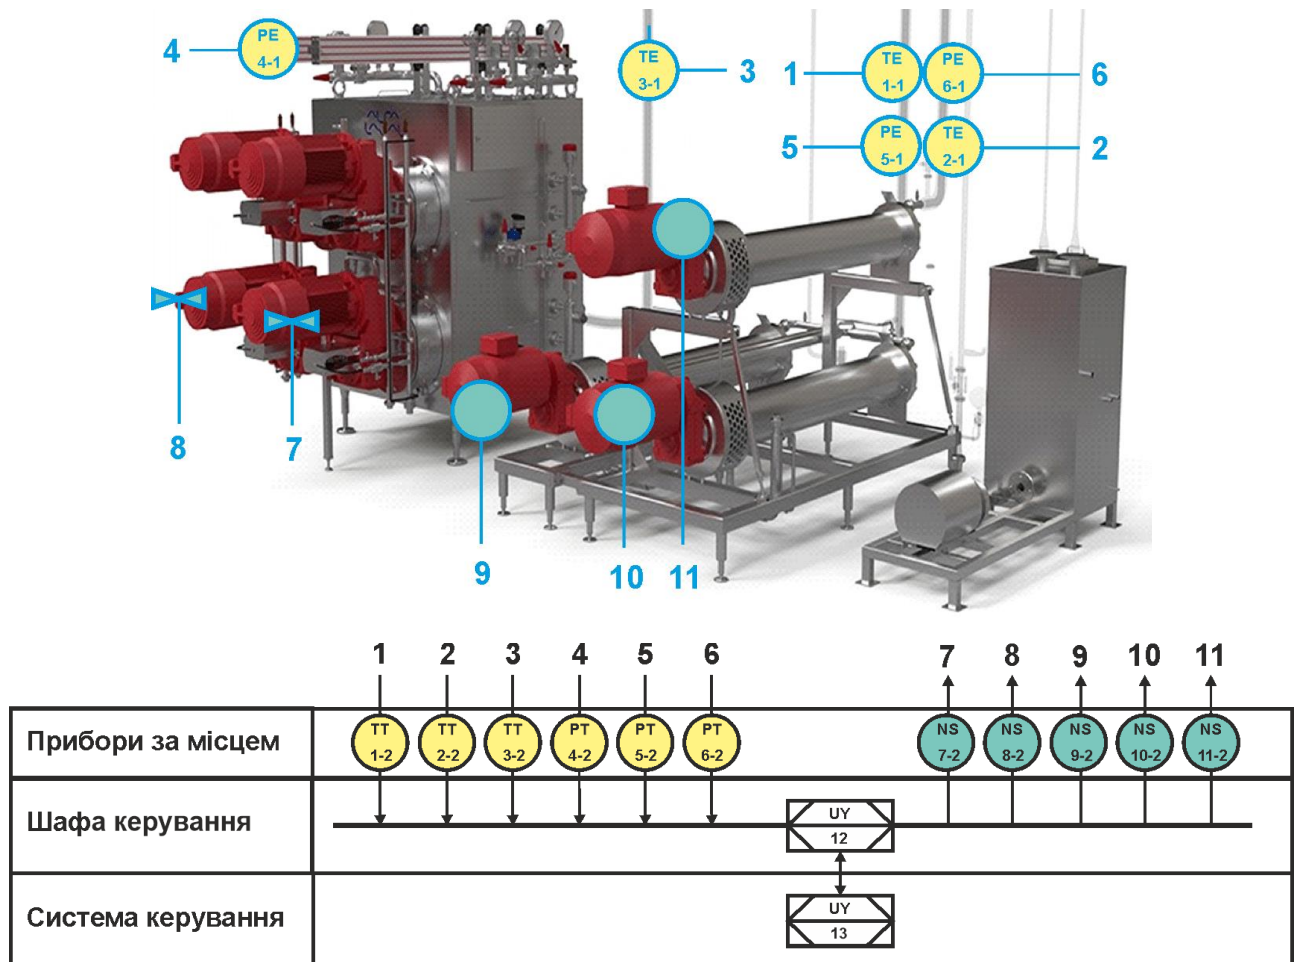 4
PE
4-1
TE
3-1
3
1
TE
1-1
PE
6-1
6
5
PE
5-1
TE
2-1
2
8
7
9
10
11
1
2
3
4
5
6
7
8
9
10
11
Прибори за місцем
TT
1-2
TT
2-2
TT
3-2
PT
4-2
PT
5-2
PT
6-2
NS
7-2
NS
8-2
NS
9-2
NS
10-2
NS
11-2
Шафа керування
UY
12
Система керування
UY
13